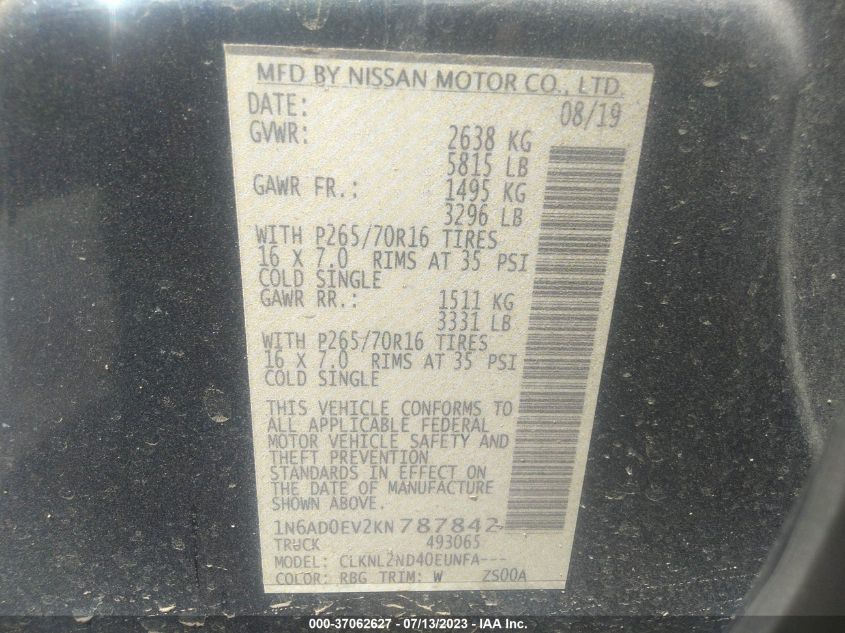 MFD BY NISSAN MOTOR CO., LTD.
DATE: 08/19
GVWR: 2638 KG
5815 LB
GAWR FR.: 1495 KG
3296 LB
WITH P265/70R16 TIRES
16 X 7.0 RIMS AT 35 PSI
COLD SINGLE
GAWR RR.: 1511 KG
3331 LB
WITH P265/70R16 TIRES
16 X 7.0 RIMS AT 35 PSI
COLD SINGLE
THIS VEHICLE CONFORMS TO
ALL APPLICABLE FEDERAL
MOTOR VEHICLE SAFETY AND
THEFT PREVENTION
STANDARDS IN EFFECT ON
THE DATE OF MANUFACTURE
SHOWN ABOVE.
1N6AD0EV2KN787842
TRUCK 493065
MODEL: CLKNL2ND40EUNFA---
COLOR: RBG TRIM: W ZS00A
000-37062627 - 07/13/2023 - IAA Inc.